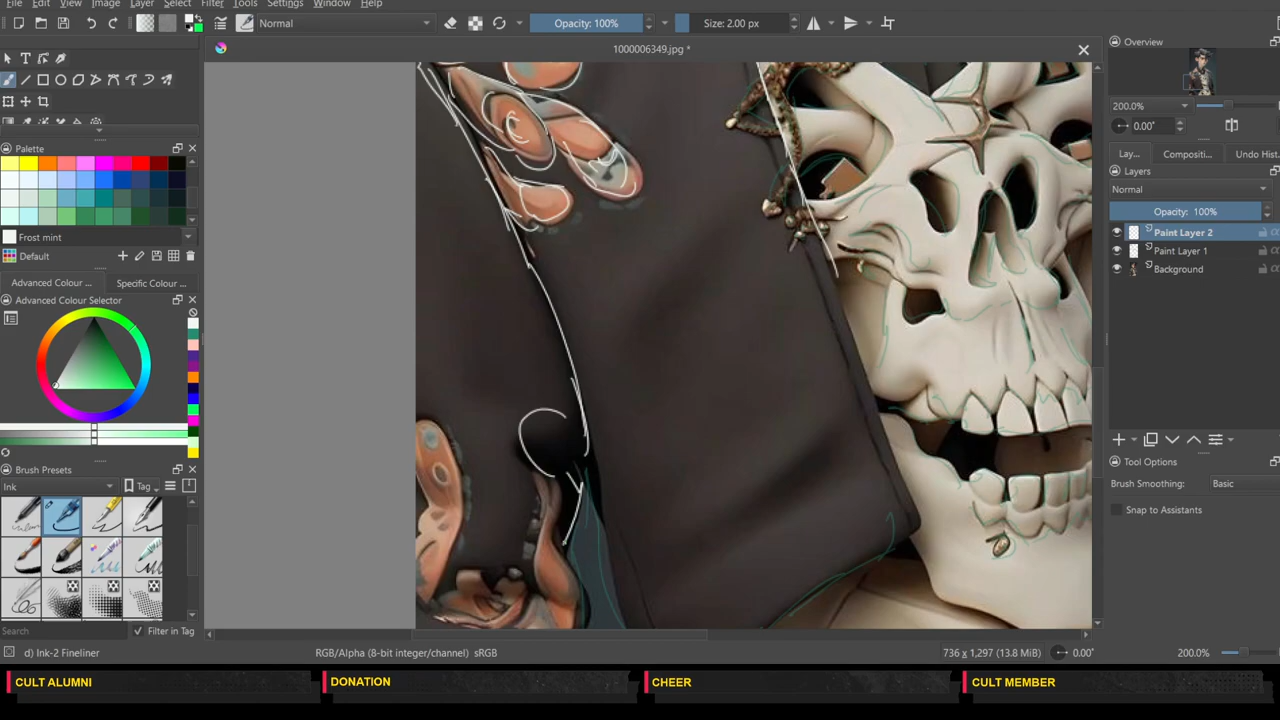 File Edit View Image Layer Select Filter Tools Settings Window Help
Normal
Opacity: 100%
Size: 2.00 px
1000006349.jpg *
Overview
200.0%
0.00°
Lay...
Compositi...
Undo Hist.
Layers
Normal
Opacity: 100%
Paint Layer 2
Paint Layer 1
Background
Tool Options
Brush Smoothing:
Basic
Snap to Assistants
Palette
Frost mint
Default
Advanced Colour ...
Specific Colour ...
Advanced Colour Selector
Brush Presets
Ink
Tag
Search
Filter in Tag
d) Ink-2 Fineliner
RGB/Alpha (8-bit integer/channel) sRGB
736 x 1,297 (13.8 MiB)
0.00°
200.0%
CULT ALUMNI
DONATION
CHEER
CULT MEMBER